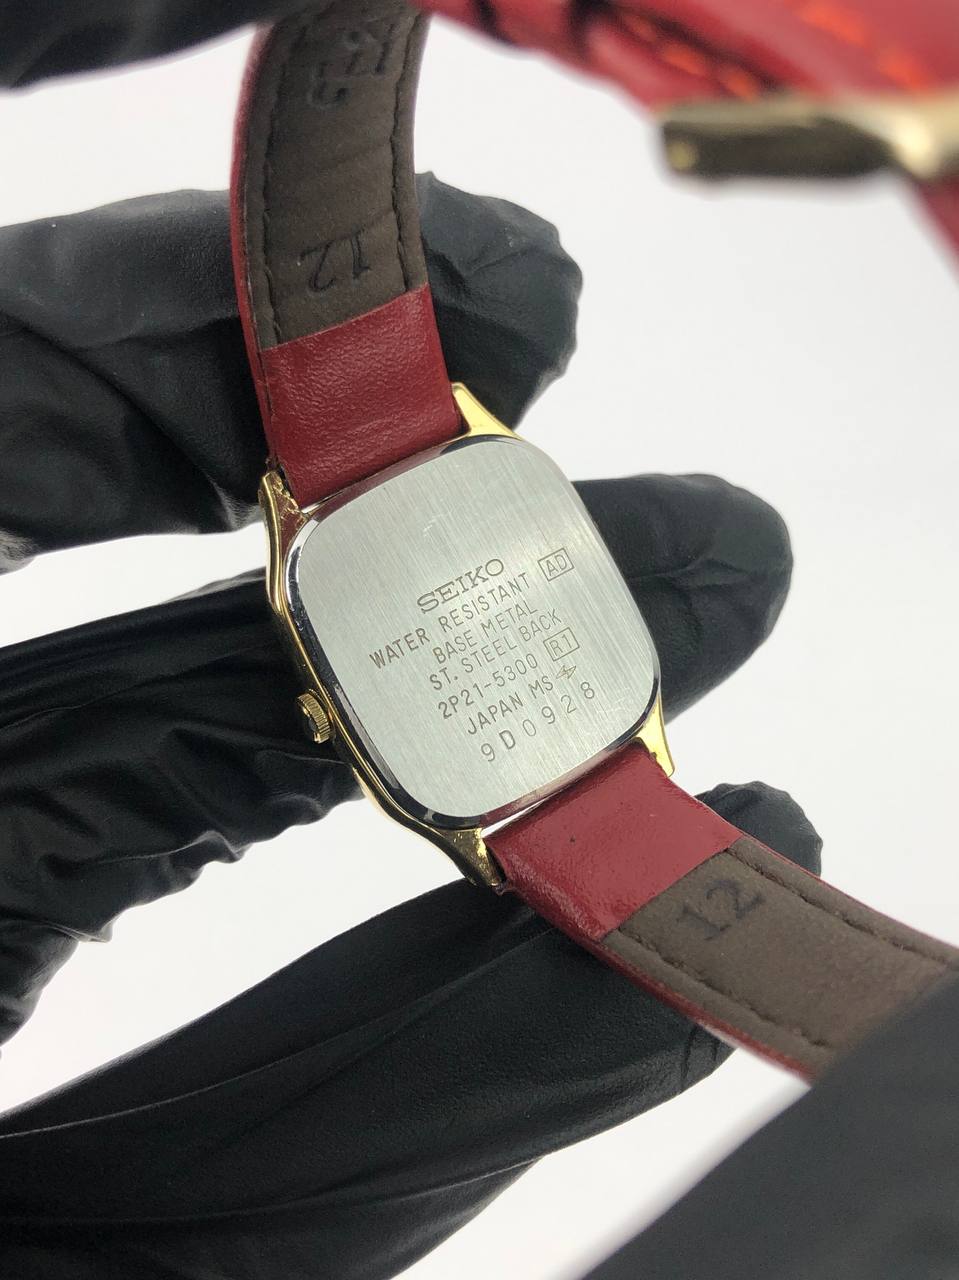 12
SEIKO
WATER RESISTANT AD
BASE METAL
ST. STEEL BACK
2P21-5300 R1
JAPAN MS
9D0928
12